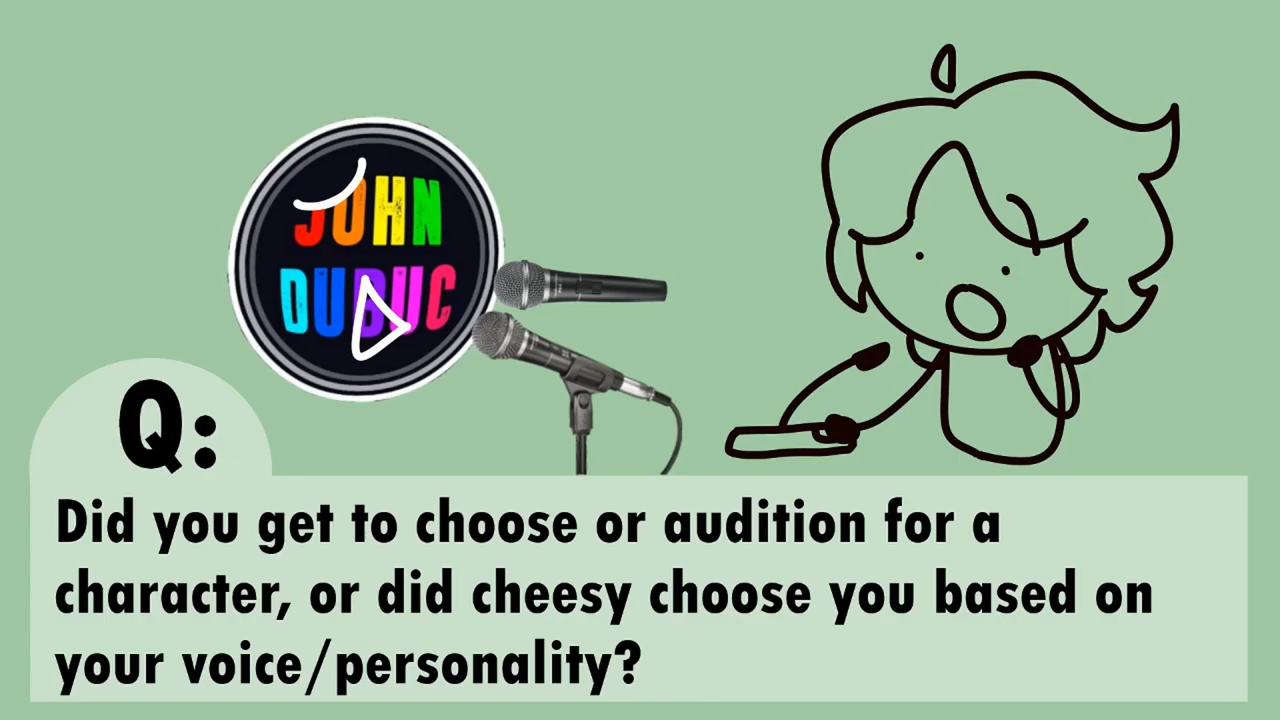 JOHN
DUBUC
Q:
Did you get to choose or audition for a
character, or did cheesy choose you based on
your voice/personality?